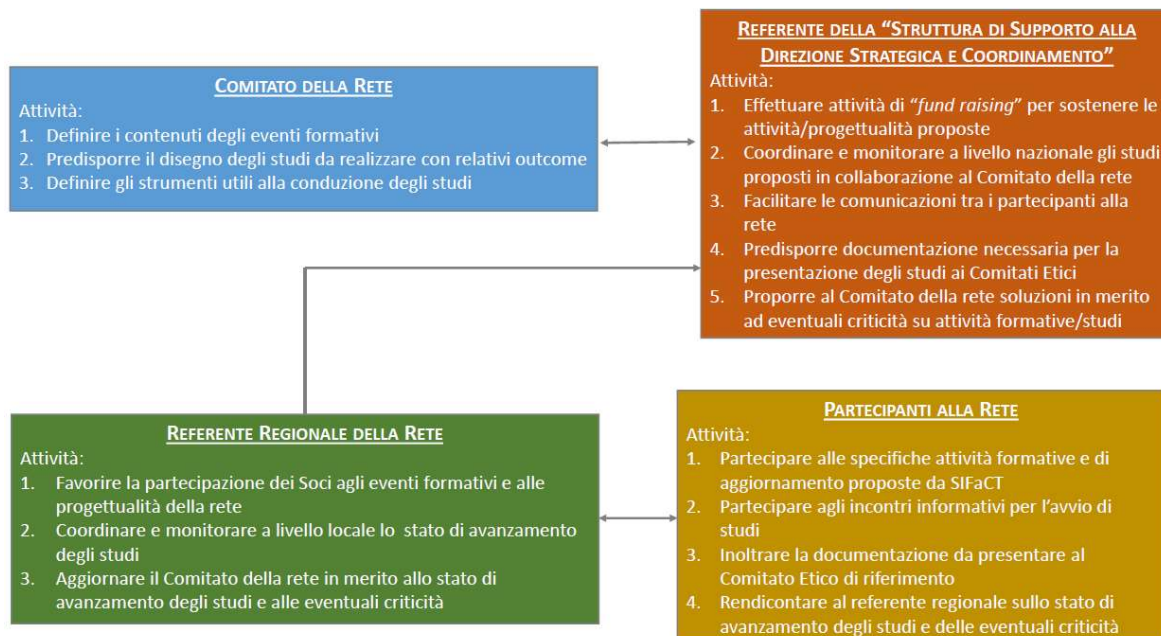 COMITATO DELLA RETE
Attività:
1. Definire i contenuti degli eventi formativi
2. Predisporre il disegno degli studi da realizzare con relativi outcome
3. Definire gli strumenti utili alla conduzione degli studi
REFERENTE DELLA “STRUTTURA DI SUPPORTO ALLA
DIREZIONE STRATEGICA E COORDINAMENTO”
Attività:
1. Effettuare attività di “fund raising” per sostenere le
attività/progettualità proposte
2. Coordinare e monitorare a livello nazionale gli studi
proposti in collaborazione al Comitato della rete
3. Facilitare le comunicazioni tra i partecipanti alla
rete
4. Predisporre documentazione necessaria per la
presentazione degli studi ai Comitati Etici
5. Proporre al Comitato della rete soluzioni in merito
ad eventuali criticità su attività formative/studi
REFERENTE REGIONALE DELLA RETE
Attività:
1. Favorire la partecipazione dei Soci agli eventi formativi e alle
progettualità della rete
2. Coordinare e monitorare a livello locale lo stato di avanzamento
degli studi
3. Aggiornare il Comitato della rete in merito allo stato di
avanzamento degli studi e alle eventuali criticità
PARTECIPANTI ALLA RETE
Attività:
1. Partecipare alle specifiche attività formative e di
aggiornamento proposte da SIFaCT
2. Partecipare agli incontri informativi per l’avvio di
studi
3. Inoltrare la documentazione da presentare al
Comitato Etico di riferimento
4. Rendicontare al referente regionale sullo stato di
avanzamento degli studi e delle eventuali criticità